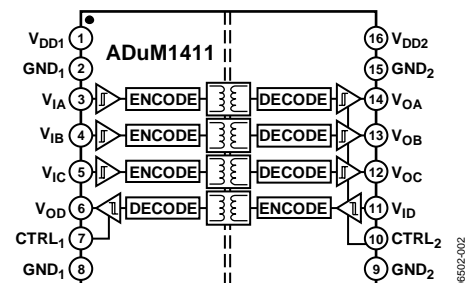 ADuM1411
VDD1 1
GND1 2
VIA 3 ENCODE DECODE 14 VOA
VIB 4 ENCODE DECODE 13 VOB
VIC 5 ENCODE DECODE 12 VOC
VOD 6 DECODE ENCODE 11 VID
CTRL1 7
GND1 8
16 VDD2
15 GND2
10 CTRL2
9 GND2
06502-002